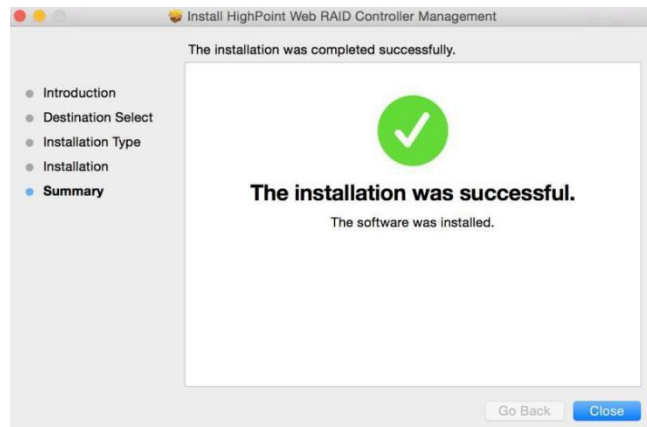 Install HighPoint Web RAID Controller Management
The installation was completed successfully.
Introduction
Destination Select
Installation Type
Installation
Summary
The installation was successful.
The software was installed.
Go Back
Close